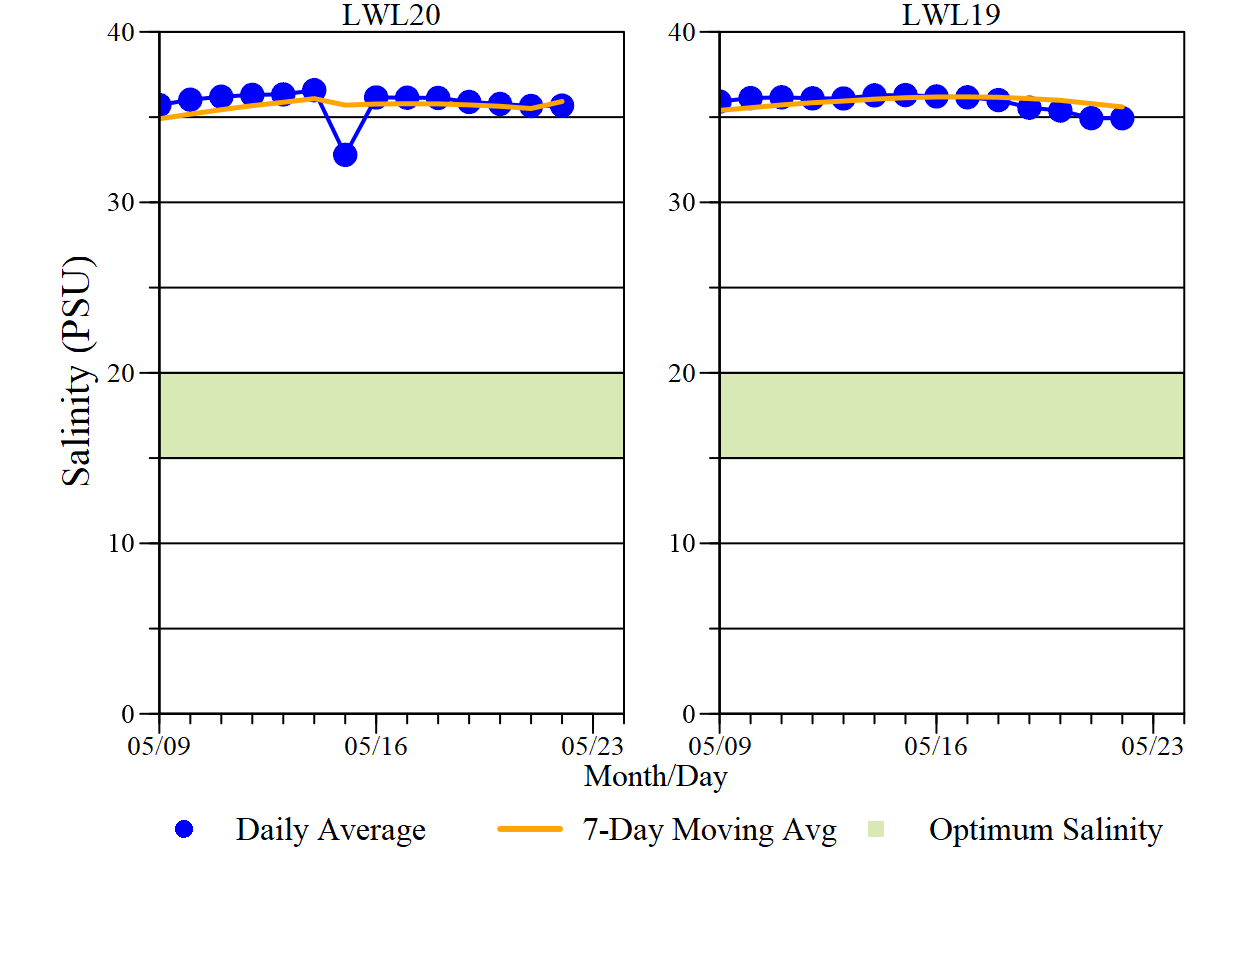 LWL20
LWL19
40
30
20
10
0
40
30
20
10
0
Salinity (PSU)
05/09
05/16
05/23
05/09
05/16
05/23
Month/Day
Daily Average
7-Day Moving Avg
Optimum Salinity